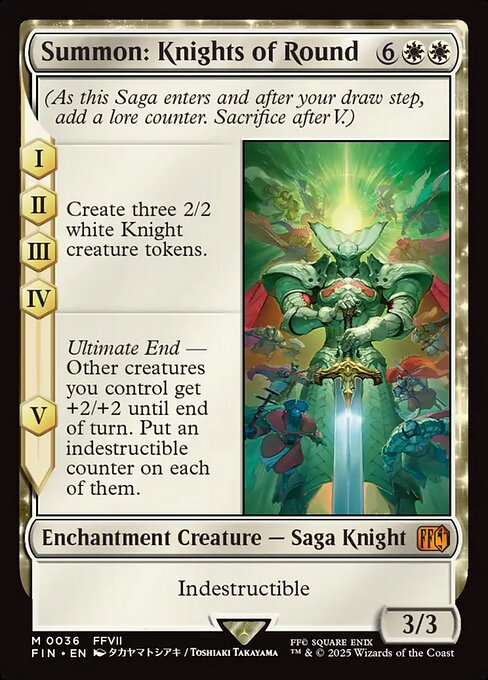 Summon: Knights of Round 6
(As this Saga enters and after your draw step,
add a lore counter. Sacrifice after V.)
I
II
III
IV
Create three 2/2
white Knight
creature tokens.
V
Ultimate End —
Other creatures
you control get
+2/+2 until end
of turn. Put an
indestructible
counter on each
of them.
Enchantment Creature — Saga Knight
Indestructible
3/3
M 0036 FFVII
FIN • EN タカヤマトシアキ / Toshiaki Takayama
FF© SQUARE ENIX
™ & © 2025 Wizards of the Coast